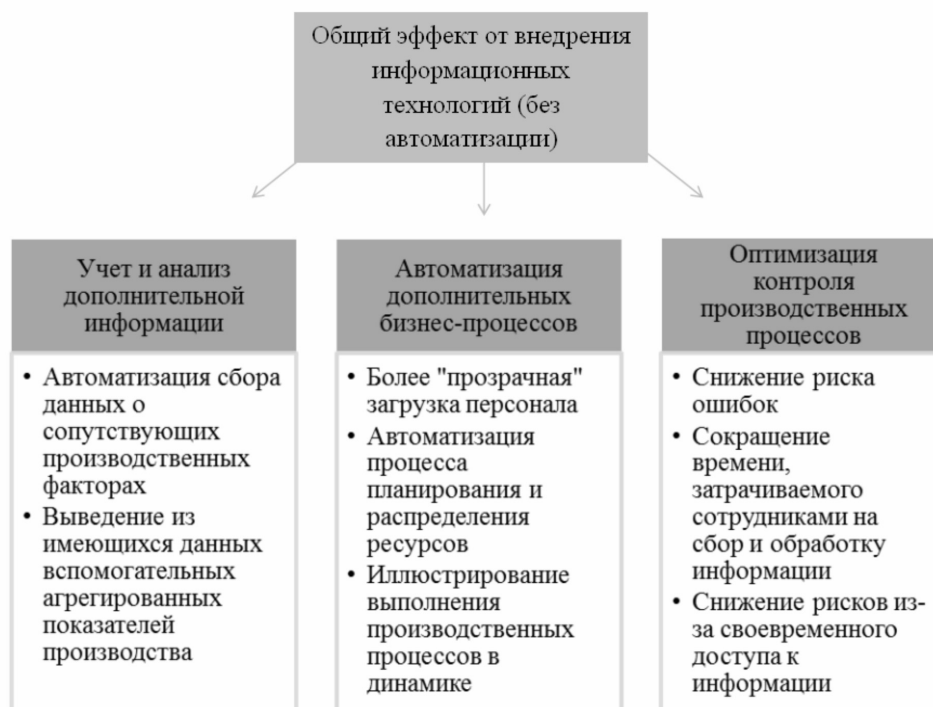 Общий эффект от внедрения
информационных
технологий (без
автоматизации)
Учет и анализ
дополнительной
информации
• Автоматизация сбора
данных о
сопутствующих
производственных
факторах
• Выведение из
имеющихся данных
вспомогательных
агрегированных
показателей
производства
Автоматизация
дополнительных
бизнес-процессов
• Более "прозрачная"
загрузка персонала
• Автоматизация
процесса
планирования и
распределения
ресурсов
• Иллюстрирование
выполнения
производственных
процессов в
динамике
Оптимизация
контроля
производственных
процессов
• Снижение риска
ошибок
• Сокращение
времени,
затрачиваемого
сотрудниками на
сбор и обработку
информации
• Снижение рисков из-
за своевременного
доступа к
информации